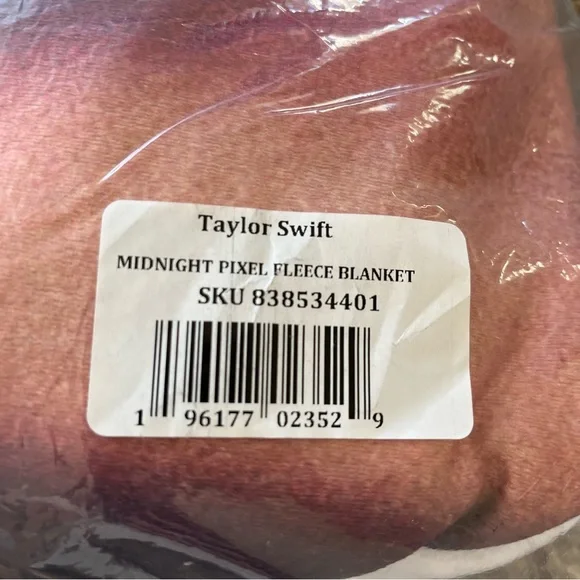 Taylor Swift
MIDNIGHT PIXEL FLEECE BLANKET
SKU 838534401
1 96177 02352 9